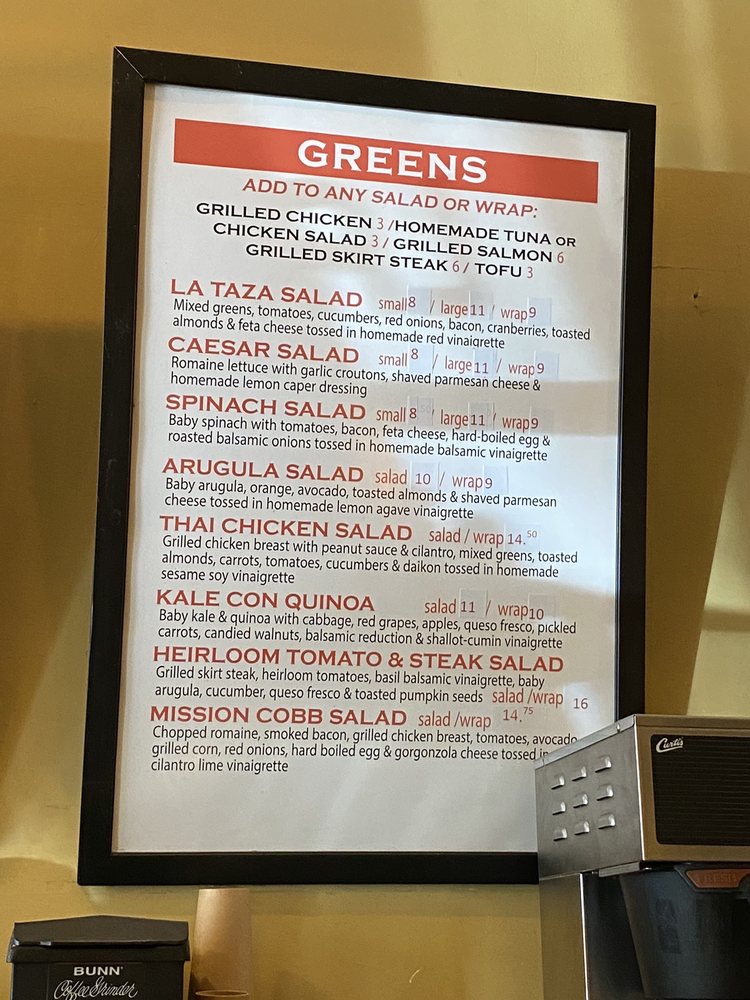 GREENS
ADD TO ANY SALAD OR WRAP:
GRILLED CHICKEN 3 / HOMEMADE TUNA OR
CHICKEN SALAD 3 / GRILLED SALMON 6
GRILLED SKIRT STEAK 6 / TOFU 3
LA TAZA SALAD small 8 / large 11 / wrap 9
Mixed greens, tomatoes, cucumbers, red onions, bacon, cranberries, toasted
almonds & feta cheese tossed in homemade red vinaigrette
CAESAR SALAD small 8 / large 11 / wrap 9
Romaine lettuce with garlic croutons, shaved parmesan cheese &
homemade lemon caper dressing
SPINACH SALAD small 8 / large 11 / wrap 9
Baby spinach with tomatoes, bacon, feta cheese, hard-boiled egg &
roasted balsamic onions tossed in homemade balsamic vinaigrette
ARUGULA SALAD salad 10 / wrap 9
Baby arugula, orange, avocado, toasted almonds & shaved parmesan
cheese tossed in homemade lemon agave vinaigrette
THAI CHICKEN SALAD salad / wrap 14.50
Grilled chicken breast with peanut sauce & cilantro, mixed greens, toasted
almonds, carrots, tomatoes, cucumbers & daikon tossed in homemade
sesame soy vinaigrette
KALE CON QUINOA salad 11 / wrap 10
Baby kale & quinoa with cabbage, red grapes, apples, queso fresco, pickled
carrots, candied walnuts, balsamic reduction & shallot-cumin vinaigrette
HEIRLOOM TOMATO & STEAK SALAD
Grilled skirt steak, heirloom tomatoes, basil balsamic vinaigrette, baby
arugula, cucumber, queso fresco & toasted pumpkin seeds salad /wrap 16
MISSION COBB SALAD salad /wrap 14.75
Chopped romaine, smoked bacon, grilled chicken breast, tomatoes, avocado
grilled corn, red onions, hard boiled egg & gorgonzola cheese tossed in
cilantro lime vinaigrette
Curtis
FRESH
BUNN
Coffee Grinder